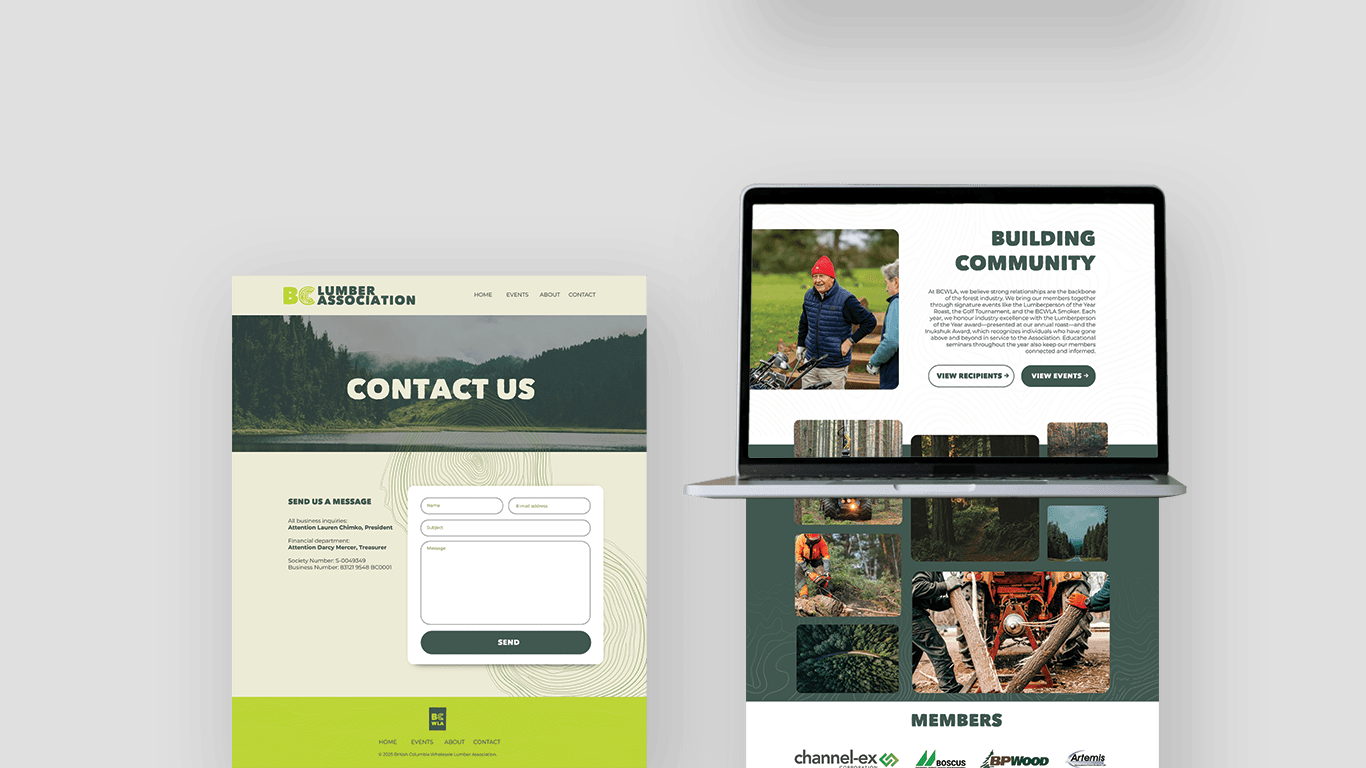 BC LUMBER
ASSOCIATION
HOME EVENTS ABOUT CONTACT
CONTACT US
SEND US A MESSAGE
All business inquiries:
Attention Lauren Chimko, President
Financial department:
Attention Darcy Mercer, Treasurer
Society Number: S-0049349
Business Number: 83121 9548 BC0001
Name
E-mail address
Subject
Message
SEND
BC
WLA
HOME EVENTS ABOUT CONTACT
© 2025 British Columbia Wholesale Lumber Association.
BUILDING
COMMUNITY
At BCWLA, we believe strong relationships are the backbone
of the forest industry. We bring our members together
through signature events like the Lumberperson of the Year
Roast, the Golf Tournament, and the BCWLA Smoker. Each
year, we honour industry excellence with the Lumberperson
of the Year award—presented at our annual roast—and the
Inukshuk Award, which recognizes individuals who have gone
above and beyond in service to the Association. Educational
seminars throughout the year also keep our members
connected and informed.
VIEW RECIPIENTS →
VIEW EVENTS →
MEMBERS
channel-ex
CORPORATION
BOSCUS
BPWOOD
Artemis